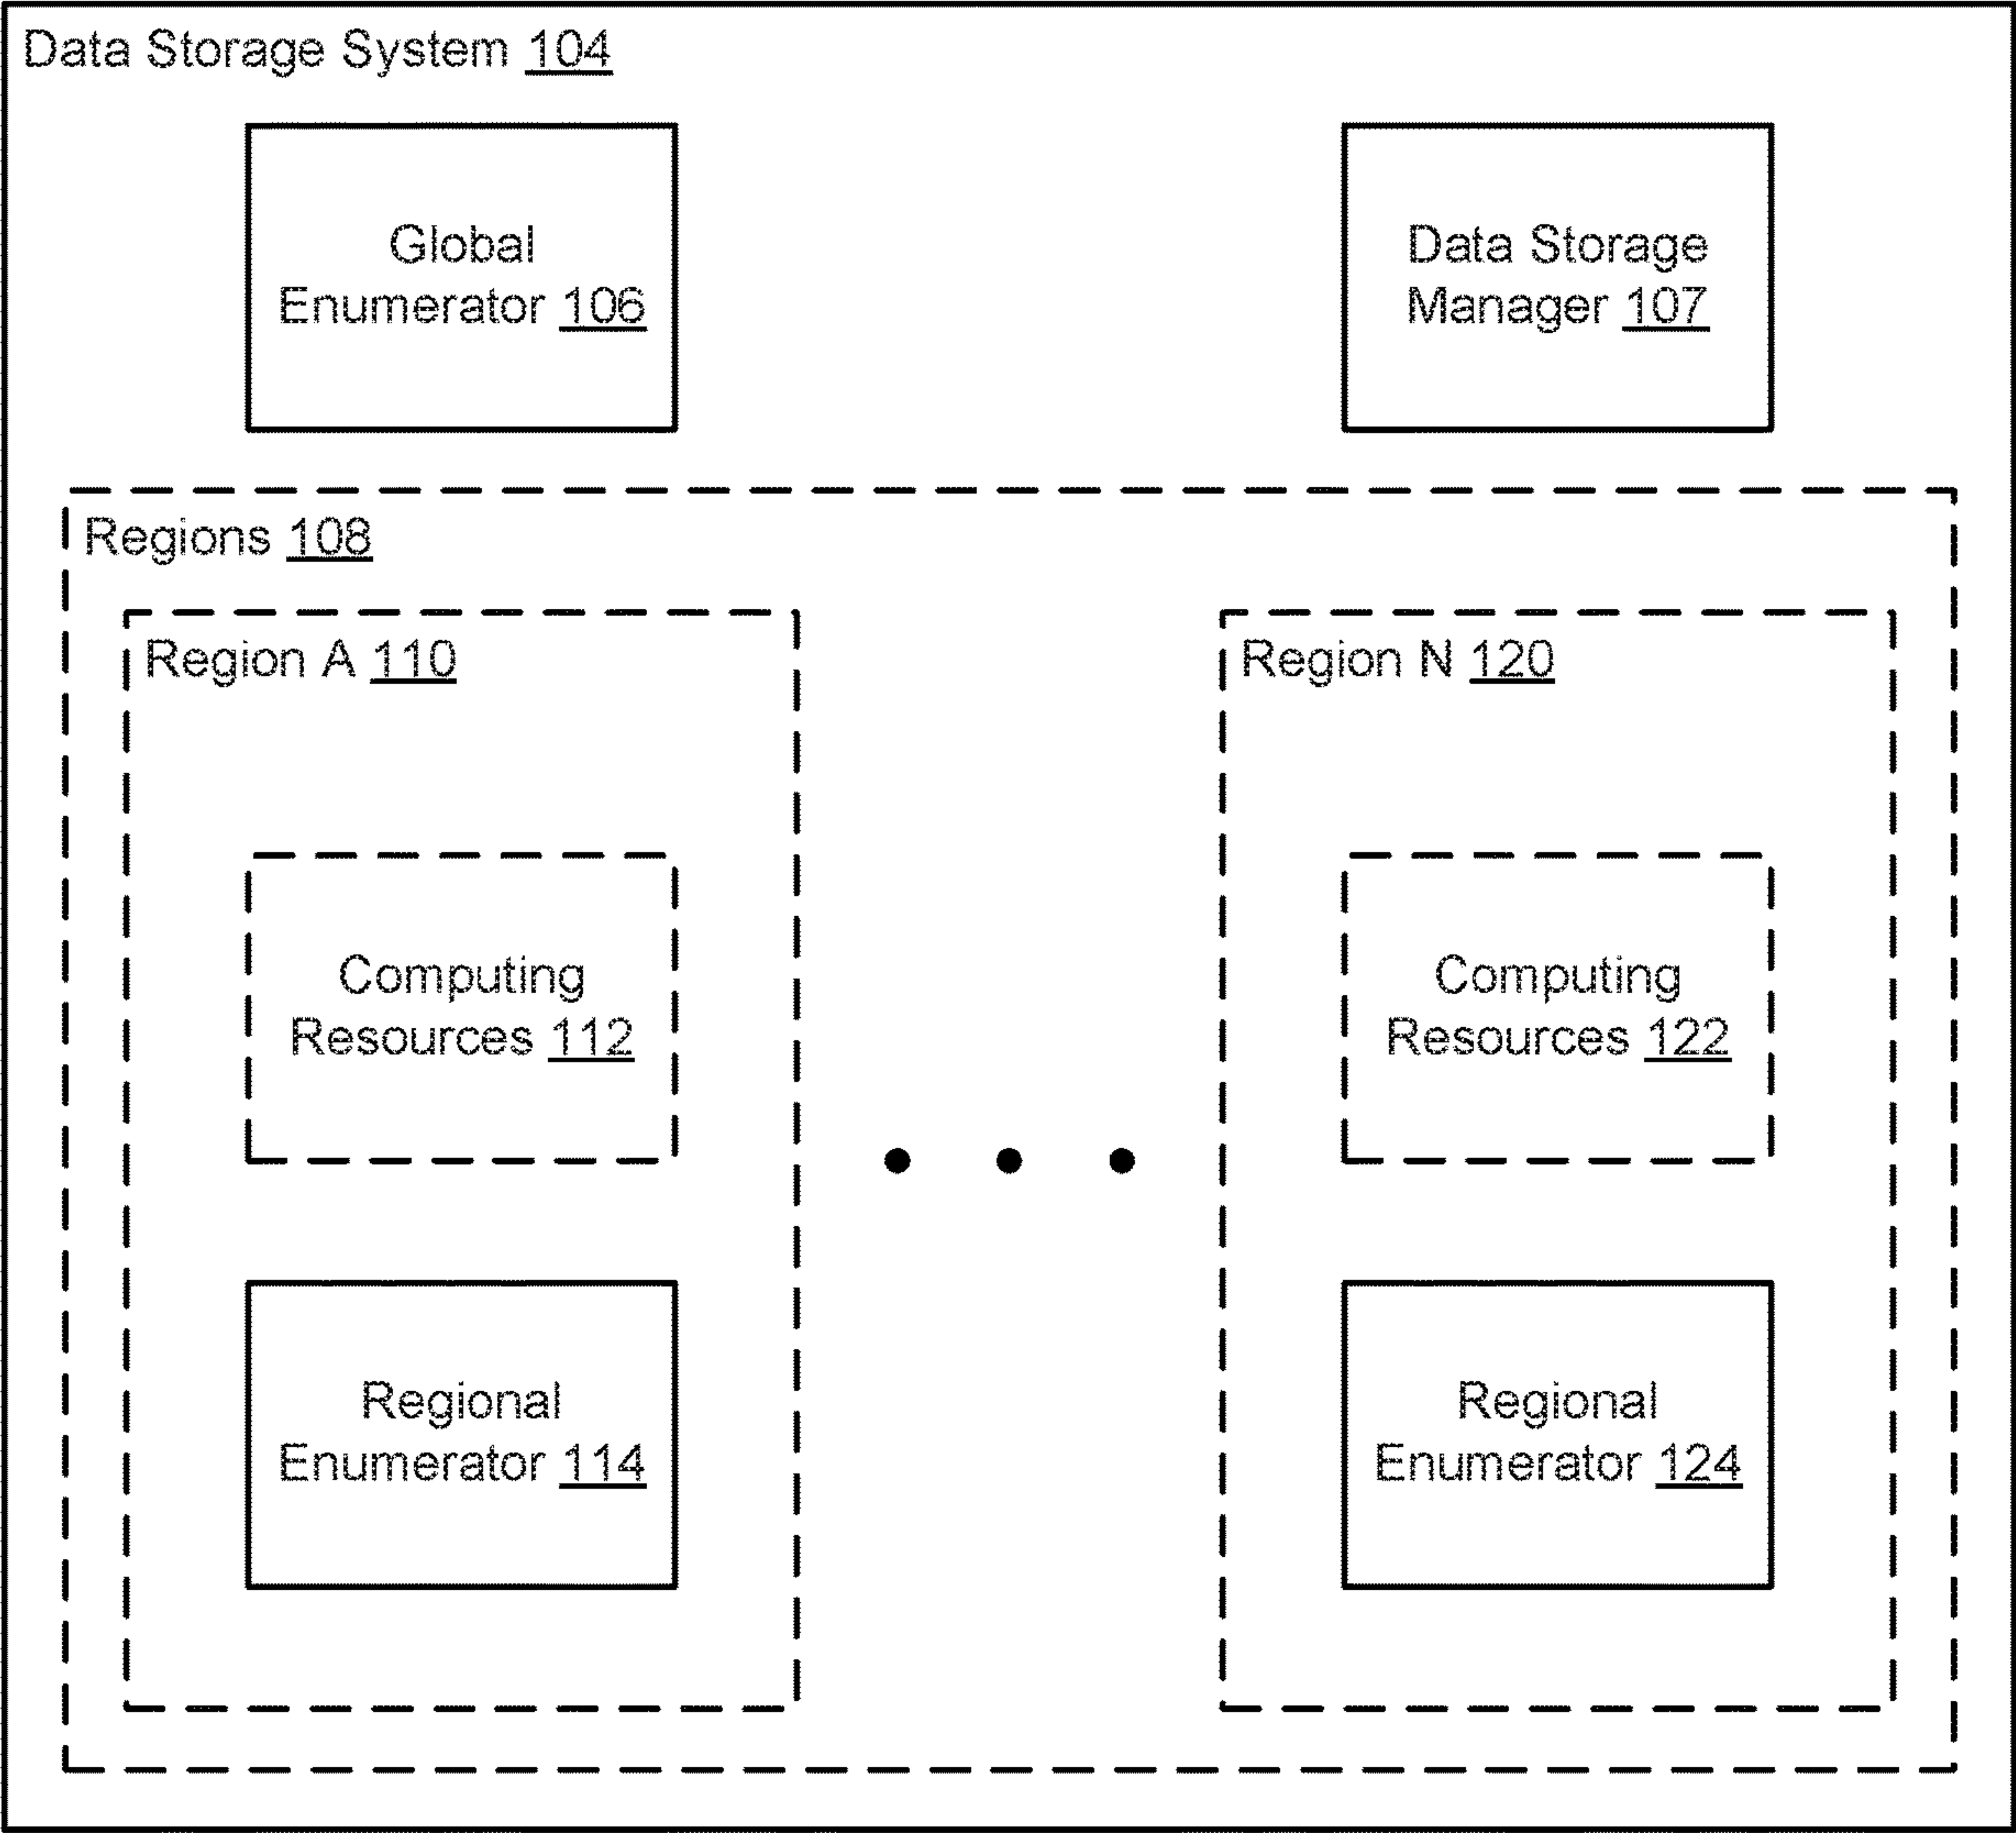 Data Storage System 104
Global
Enumerator 106
Data Storage
Manager 107
Regions 108
Region A 110
Computing
Resources 112
Regional
Enumerator 114
Region N 120
Computing
Resources 122
Regional
Enumerator 124